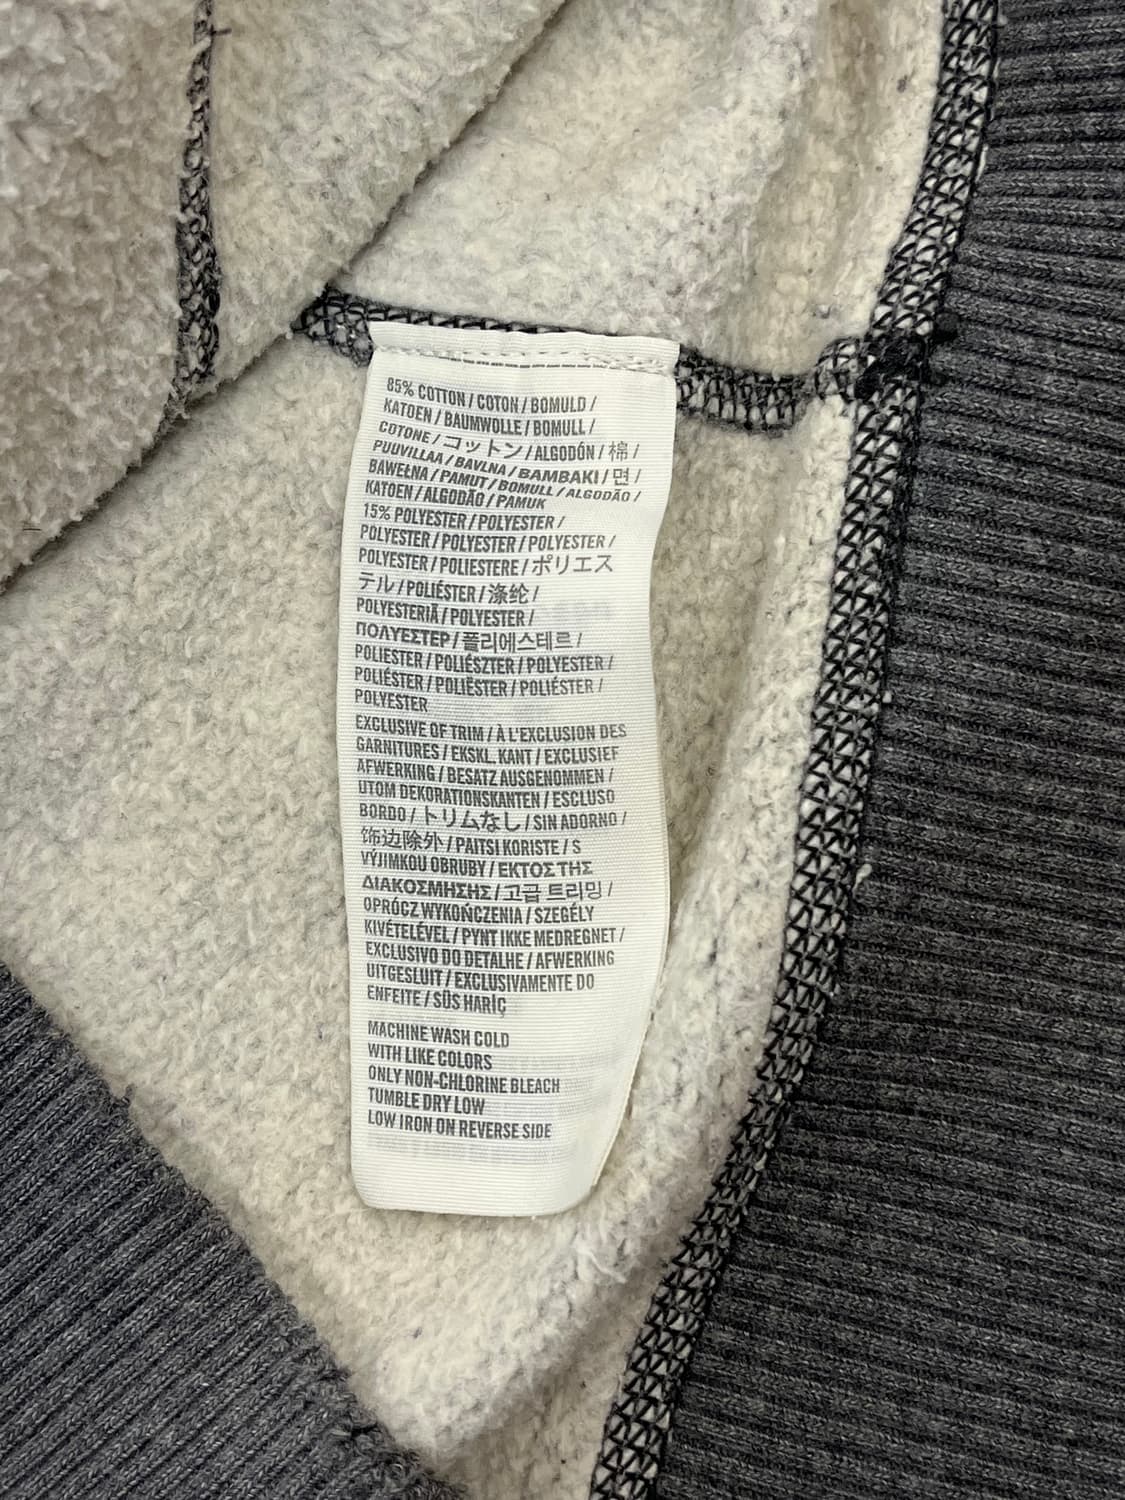 85% COTTON / COTON / BOMULD /
KATOEN / BAUMWOLLE / BOMULL /
COTONE / コットン / ALGODÓN / 棉 /
PUUVILLAA / BAVLNA / BAMBAKI / 면 /
BAWEŁNA / PAMUT / BOMULL / ALGODÃO /
KATOEN / ALGODÃO / PAMUK
15% POLYESTER / POLYESTER /
POLYESTER / POLYESTER / POLYESTER /
POLYESTER / POLIESTERE / ポリエス
テル / POLIÉSTER / 涤纶 /
POLYESTERIÄ / POLYESTER /
ΠΟΛΥΕΣΤΕΡ / 폴리에스테르 /
POLIESTER / POLIÉSZTER / POLYESTER /
POLIÉSTER / POLIËSTER / POLIÉSTER /
POLYESTER
EXCLUSIVE OF TRIM / À L'EXCLUSION DES
GARNITURES / EKSKL. KANT / EXCLUSIEF
AFWERKING / BESATZ AUSGENOMMEN /
UTOM DEKORATIONSKANTEN / ESCLUSO
BORDO / トリムなし / SIN ADORNO /
饰边除外 / PAITSI KORISTE / S
VÝJIMKOU OBRUBY / ΕΚΤΟΣ ΤΗΣ
ΔΙΑΚΟΣΜΗΣΗΣ / 고급 트리밍 /
OPRÓCZ WYKOŃCZENIA / SZEGÉLY
KIVÉTELÉVEL / PYNT IKKE MEDREGNET /
EXCLUSIVO DO DETALHE / AFWERKING
UITGESLUIT / EXCLUSIVAMENTE DO
ENFEITE / SÜS HARİÇ
MACHINE WASH COLD
WITH LIKE COLORS
ONLY NON-CHLORINE BLEACH
TUMBLE DRY LOW
LOW IRON ON REVERSE SIDE